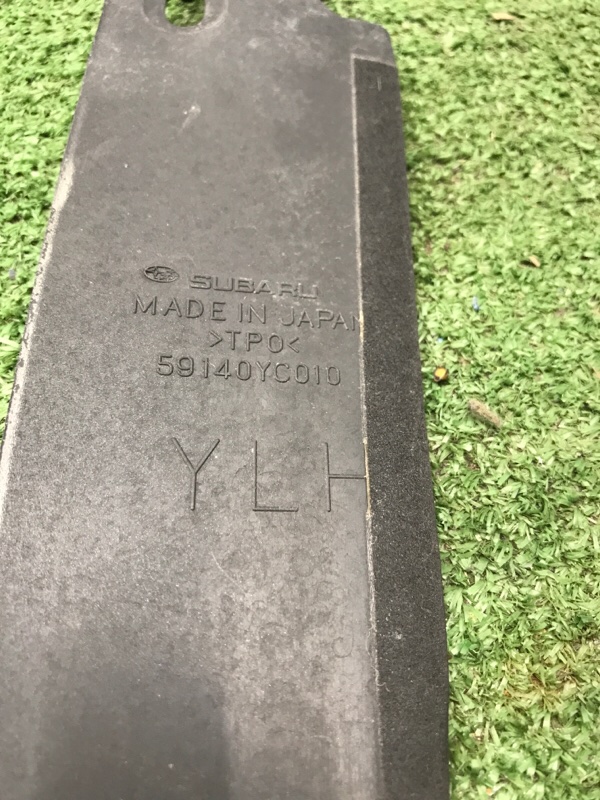 SUBARU
MADE IN JAPAN
>TPO<
59140YC010
YLH